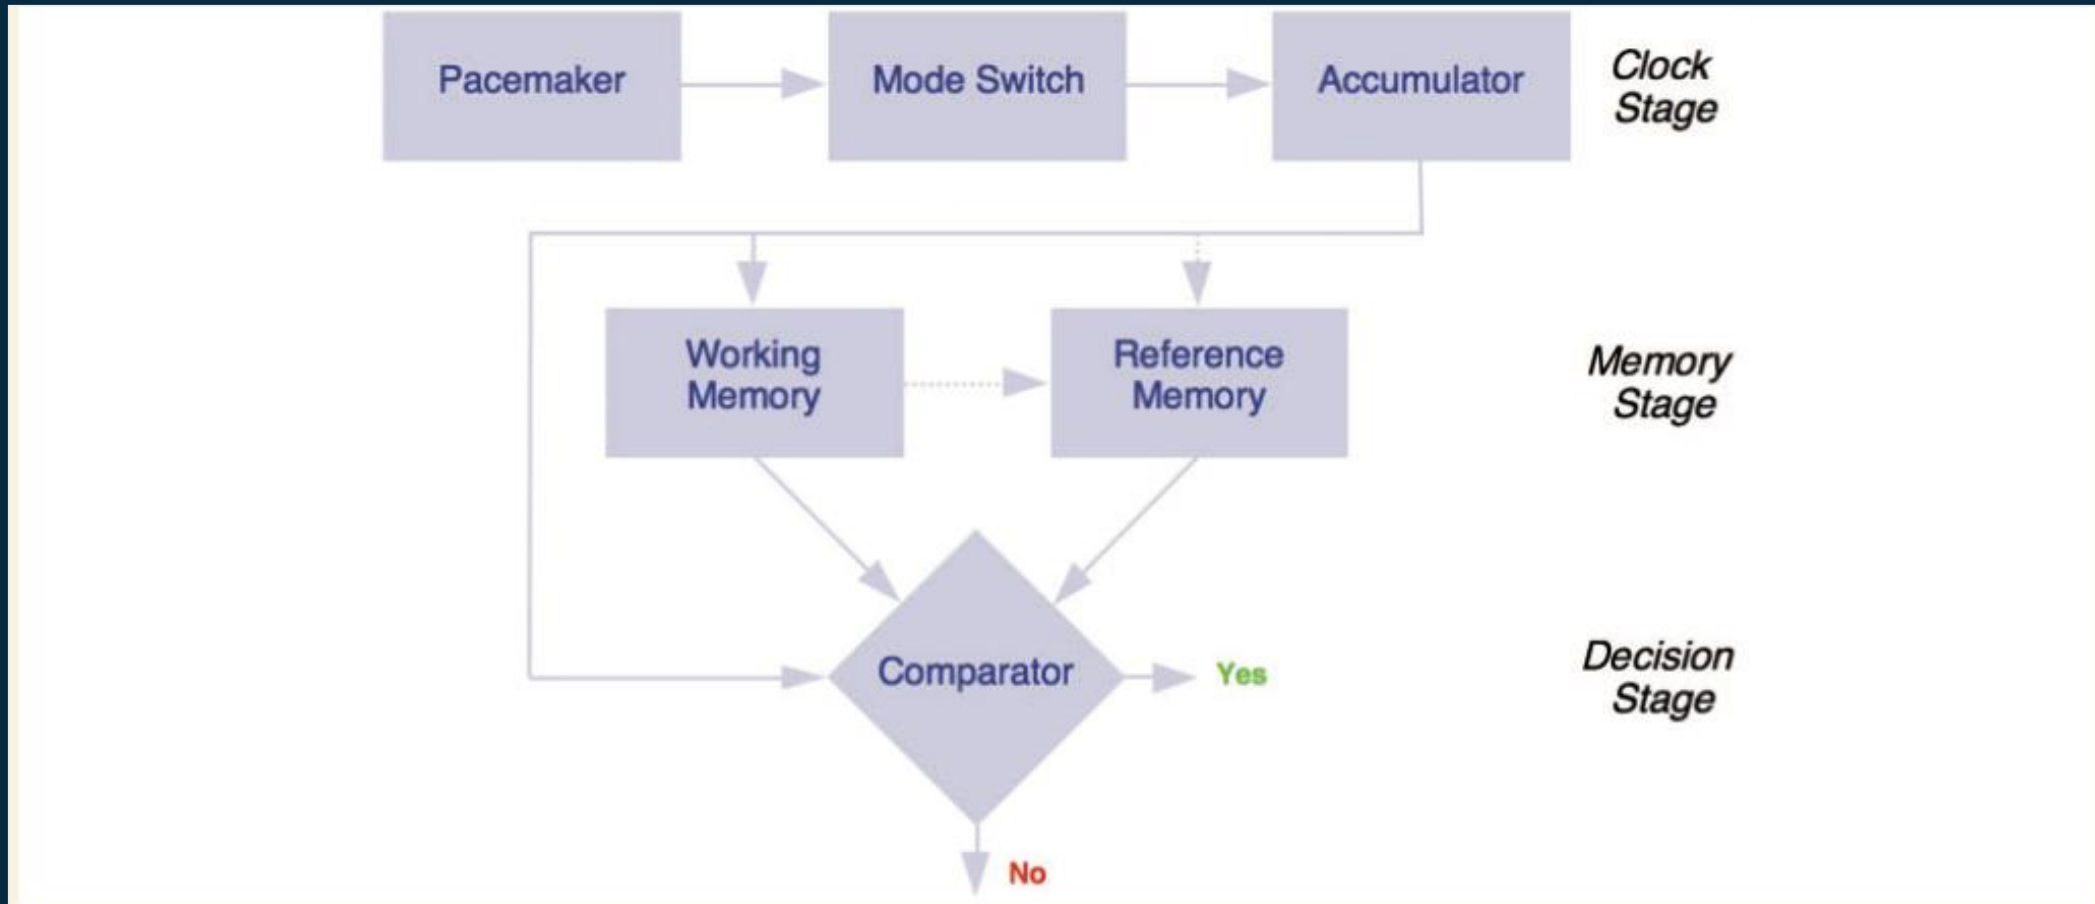 Pacemaker
Mode Switch
Accumulator
Clock
Stage
Working
Memory
Reference
Memory
Memory
Stage
Comparator
Yes
Decision
Stage
No